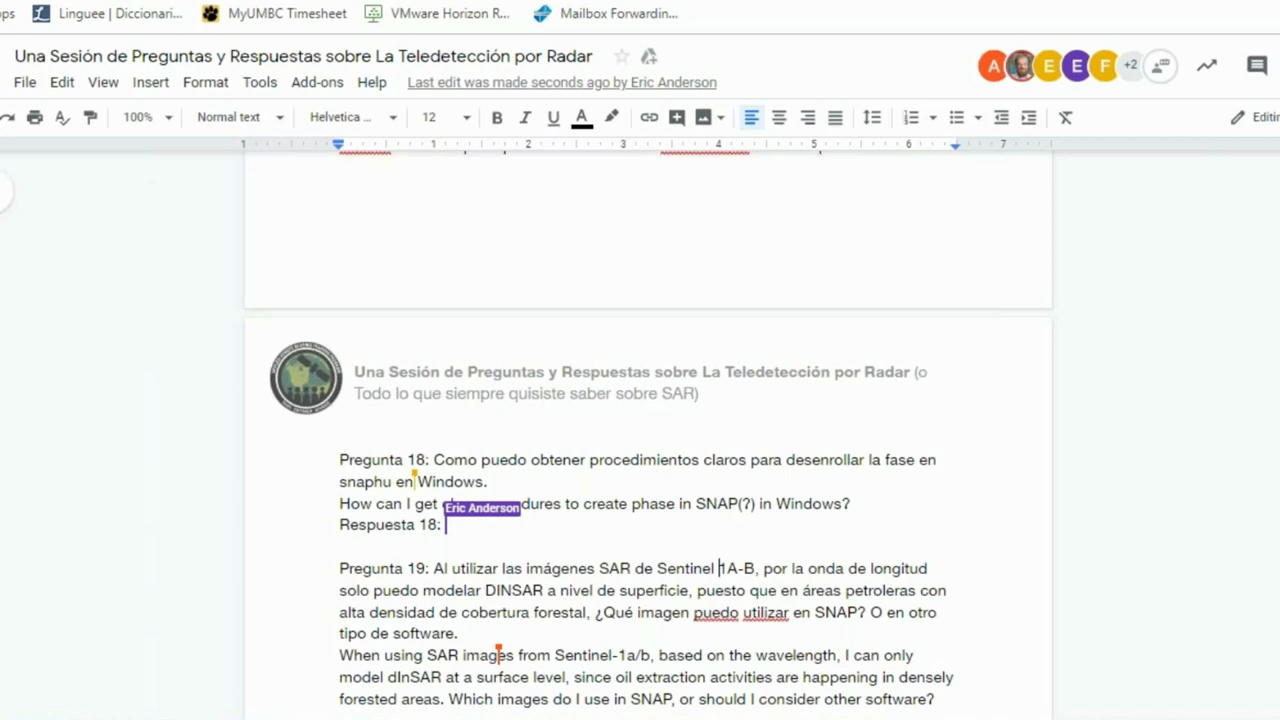 ps Linguee | Diccionari... MyUMBC Timesheet VMware Horizon R... Mailbox Forwardin...
Una Sesión de Preguntas y Respuestas sobre La Teledetección por Radar
A E E F +2
File Edit View Insert Format Tools Add-ons Help Last edit was made seconds ago by Eric Anderson
100% Normal text Helvetica ... 12 B I U A Editin
1 1 2 3 4 5 6 7
Una Sesión de Preguntas y Respuestas sobre La Teledetección por Radar (o
Todo lo que siempre quisiste saber sobre SAR)
Pregunta 18: Como puedo obtener procedimientos claros para desenrollar la fase en
snaphu en Windows.
How can I get dures to create phase in SNAP(?) in Windows?
Eric Anderson
Respuesta 18:
Pregunta 19: Al utilizar las imágenes SAR de Sentinel 1A-B, por la onda de longitud
solo puedo modelar DINSAR a nivel de superficie, puesto que en áreas petroleras con
alta densidad de cobertura forestal, ¿Qué imagen puedo utilizar en SNAP? O en otro
tipo de software.
When using SAR images from Sentinel-1a/b, based on the wavelength, I can only
model dInSAR at a surface level, since oil extraction activities are happening in densely
forested areas. Which images do I use in SNAP, or should I consider other software?